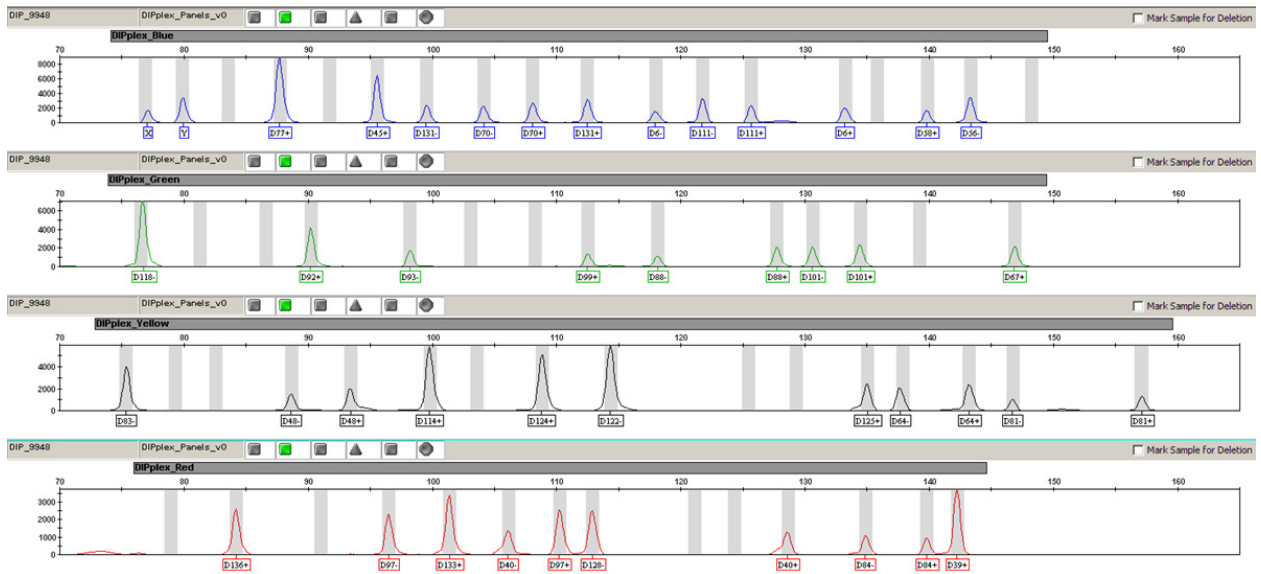 DIP_9948 DIPplex_Panels_v0 Mark Sample for Deletion
DIPplex_Blue
70 80 90 100 110 120 130 140 150 160
8000
6000
4000
2000
0
X Y D77+ D45+ D131- D70- D70+ D131+ D6- D111- D111+ D6+ D58+ D56-
DIP_9948 DIPplex_Panels_v0 Mark Sample for Deletion
DIPplex_Green
70 80 90 100 110 120 130 140 150 160
6000
4000
2000
0
D118- D92+ D93- D99+ D88- D88+ D101- D101+ D67+
DIP_9948 DIPplex_Panels_v0 Mark Sample for Deletion
DIPplex_Yellow
70 80 90 100 110 120 130 140 150 160
4000
2000
0
D83- D48- D48+ D114+ D124+ D122- D125+ D64- D64+ D81- D81+
DIP_9948 DIPplex_Panels_v0 Mark Sample for Deletion
DIPplex_Red
70 80 90 100 110 120 130 140 150 160
3000
2000
1000
0
D136+ D97- D133+ D40- D97+ D128- D40+ D84- D84+ D39+